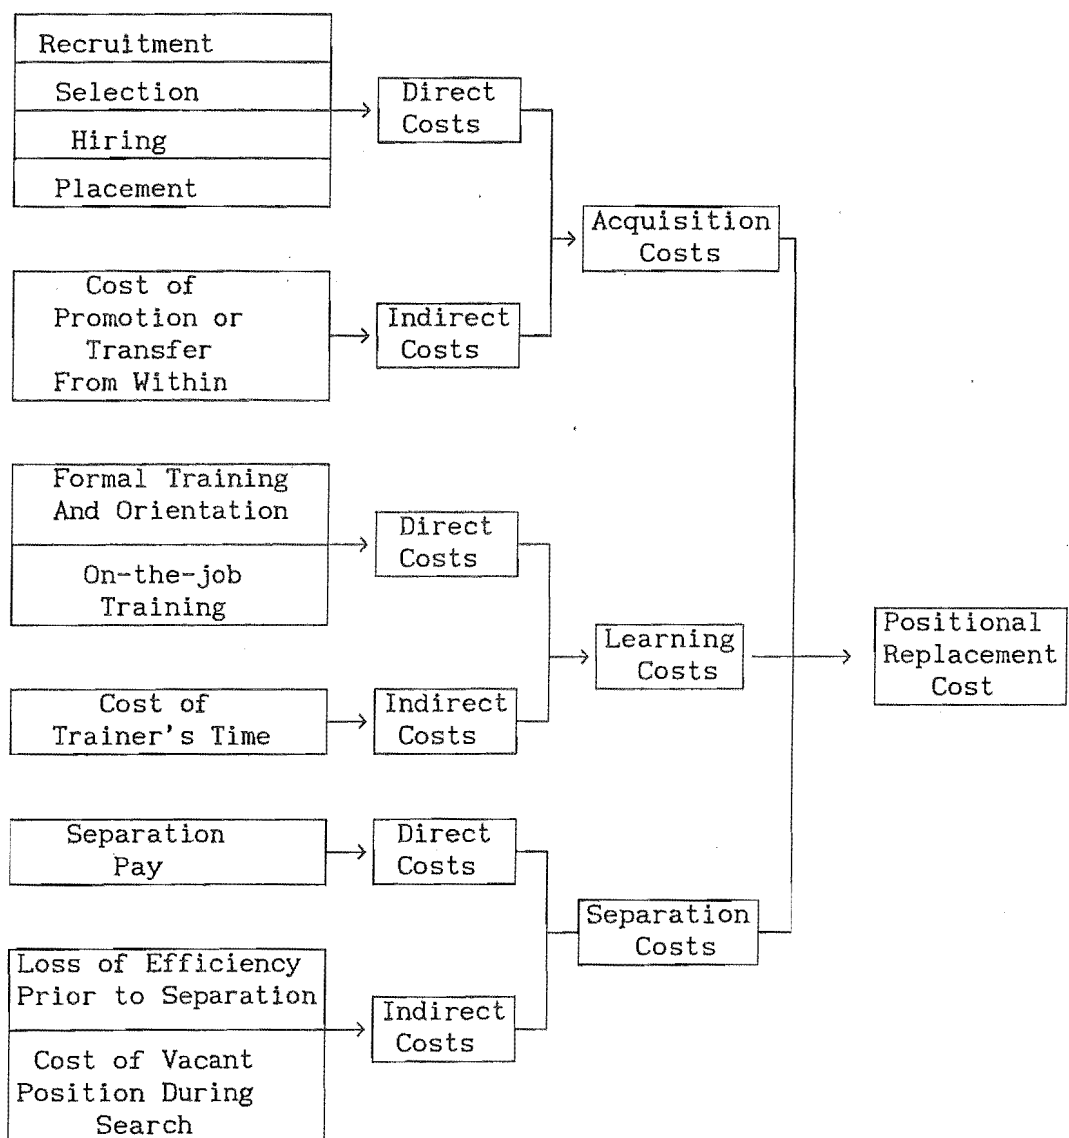 Recruitment
Selection
Hiring
Placement
Direct
Costs
Cost of
Promotion or
Transfer
From Within
Indirect
Costs
Acquisition
Costs
Formal Training
And Orientation
On-the-job
Training
Direct
Costs
Cost of
Trainer's Time
Indirect
Costs
Learning
Costs
Positional
Replacement
Cost
Separation
Pay
Direct
Costs
Loss of Efficiency
Prior to Separation
Cost of Vacant
Position During
Search
Indirect
Costs
Separation
Costs